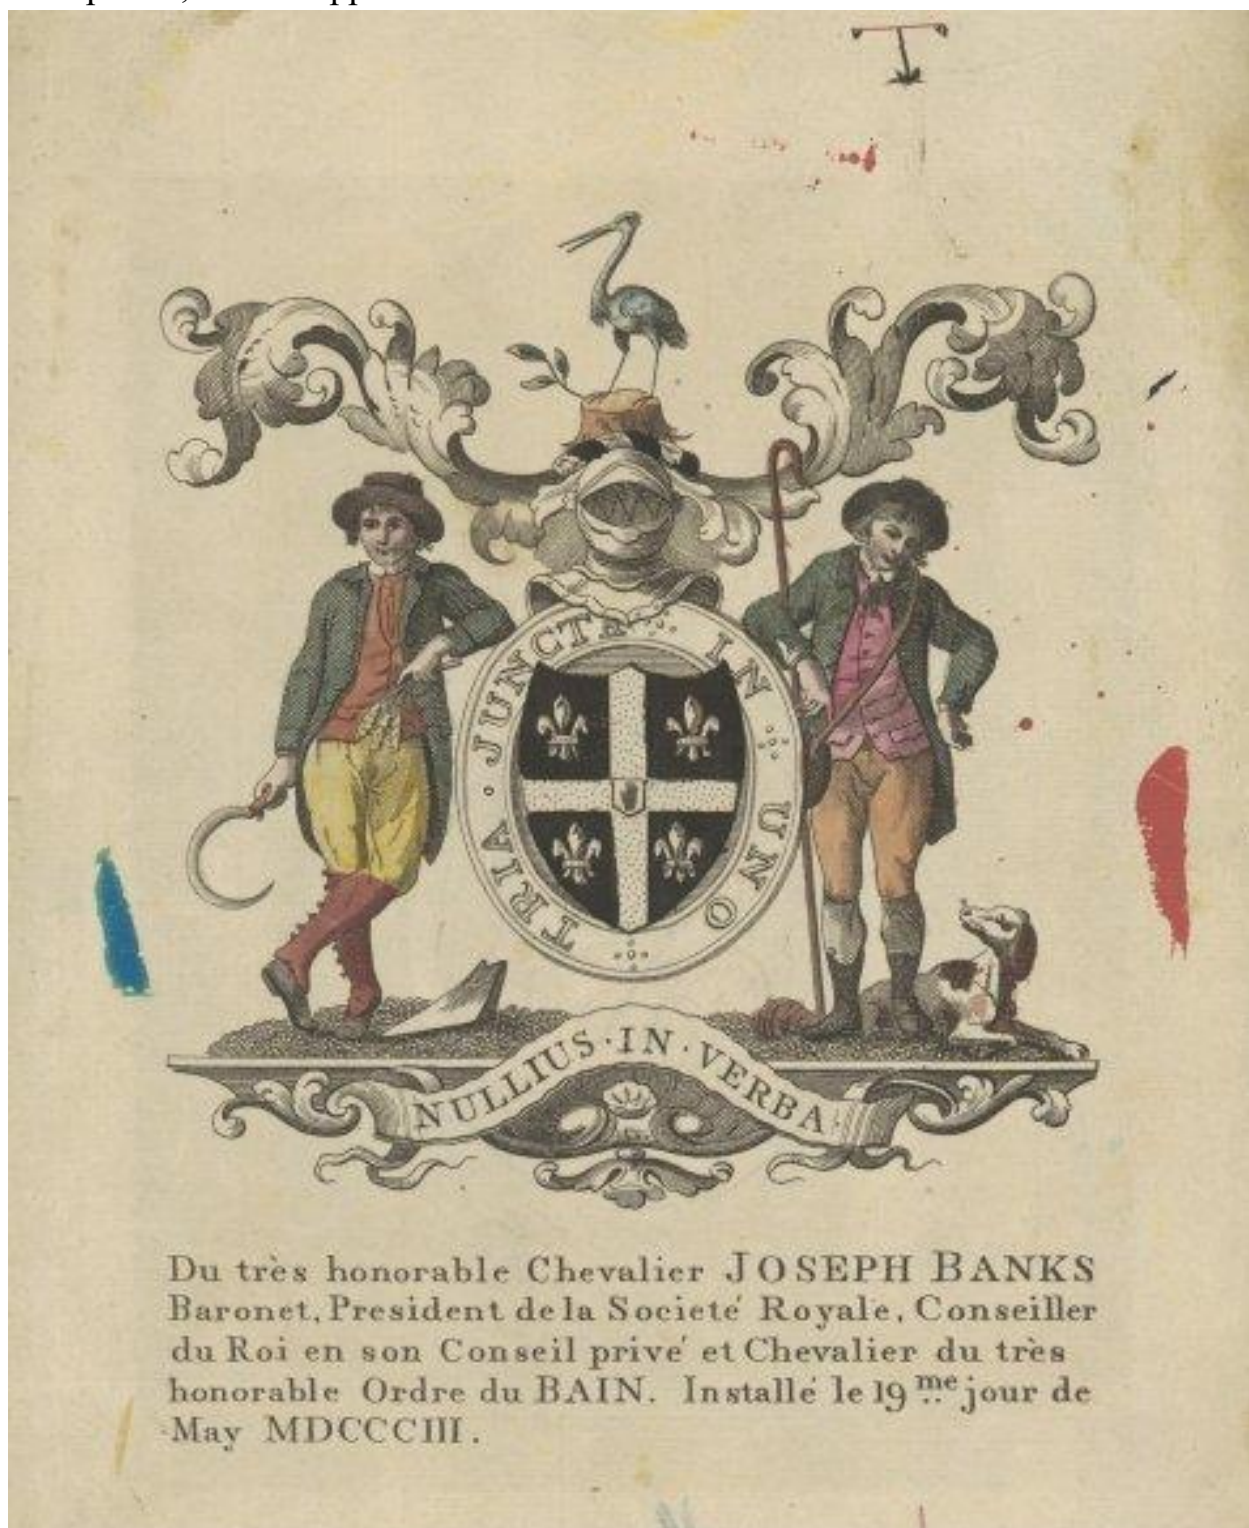 TRIA · JUNCTA IN UNO
NULLIUS · IN · VERBA
Du très honorable Chevalier JOSEPH BANKS
Baronet, President de la Societé Royale, Conseiller
du Roi en son Conseil privé et Chevalier du très
honorable Ordre du BAIN. Installé le 19 me jour de
May MDCCCIII.